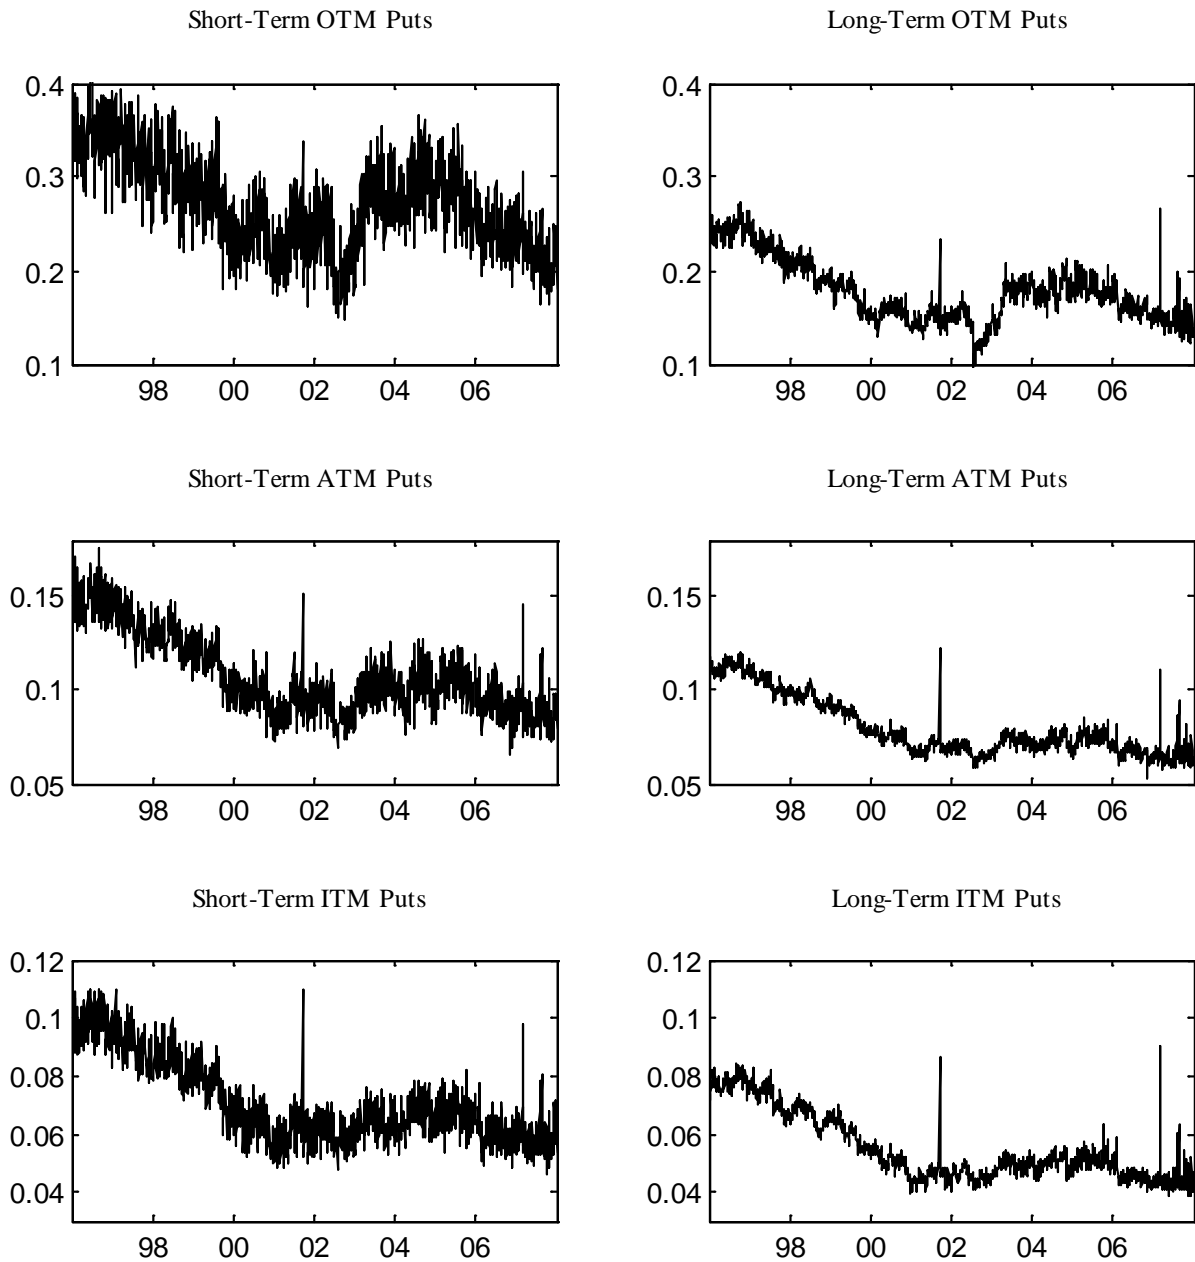 Short-Term OTM Puts
Long-Term OTM Puts
0.4
0.3
0.2
0.1
98 00 02 04 06
0.4
0.3
0.2
0.1
98 00 02 04 06
Short-Term ATM Puts
Long-Term ATM Puts
0.15
0.1
0.05
98 00 02 04 06
0.15
0.1
0.05
98 00 02 04 06
Short-Term ITM Puts
Long-Term ITM Puts
0.12
0.1
0.08
0.06
0.04
98 00 02 04 06
0.12
0.1
0.08
0.06
0.04
98 00 02 04 06